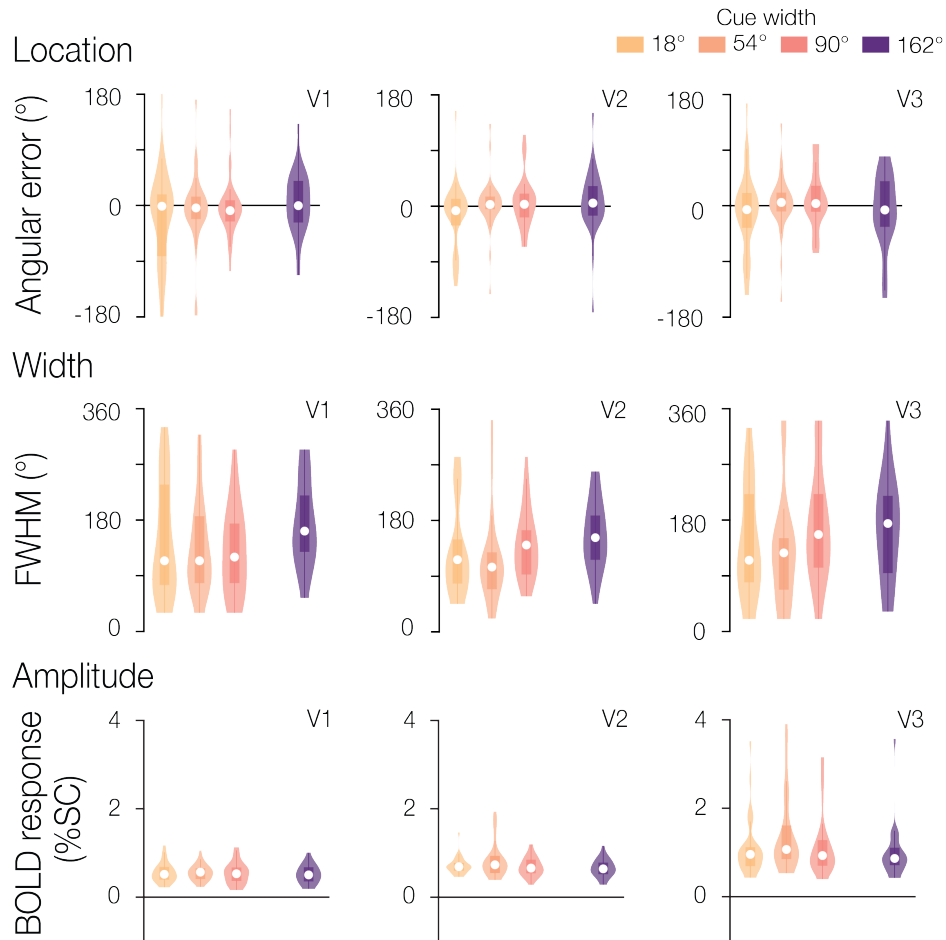 Cue width
18° 54° 90° 162°
Location
Angular error (°)
180
0
-180
V1
180
0
-180
V2
180
0
-180
V3
Width
FWHM (°)
360
180
0
V1
360
180
0
V2
360
180
0
V3
Amplitude
BOLD response
(%SC)
4
2
0
V1
4
2
0
V2
4
2
0
V3